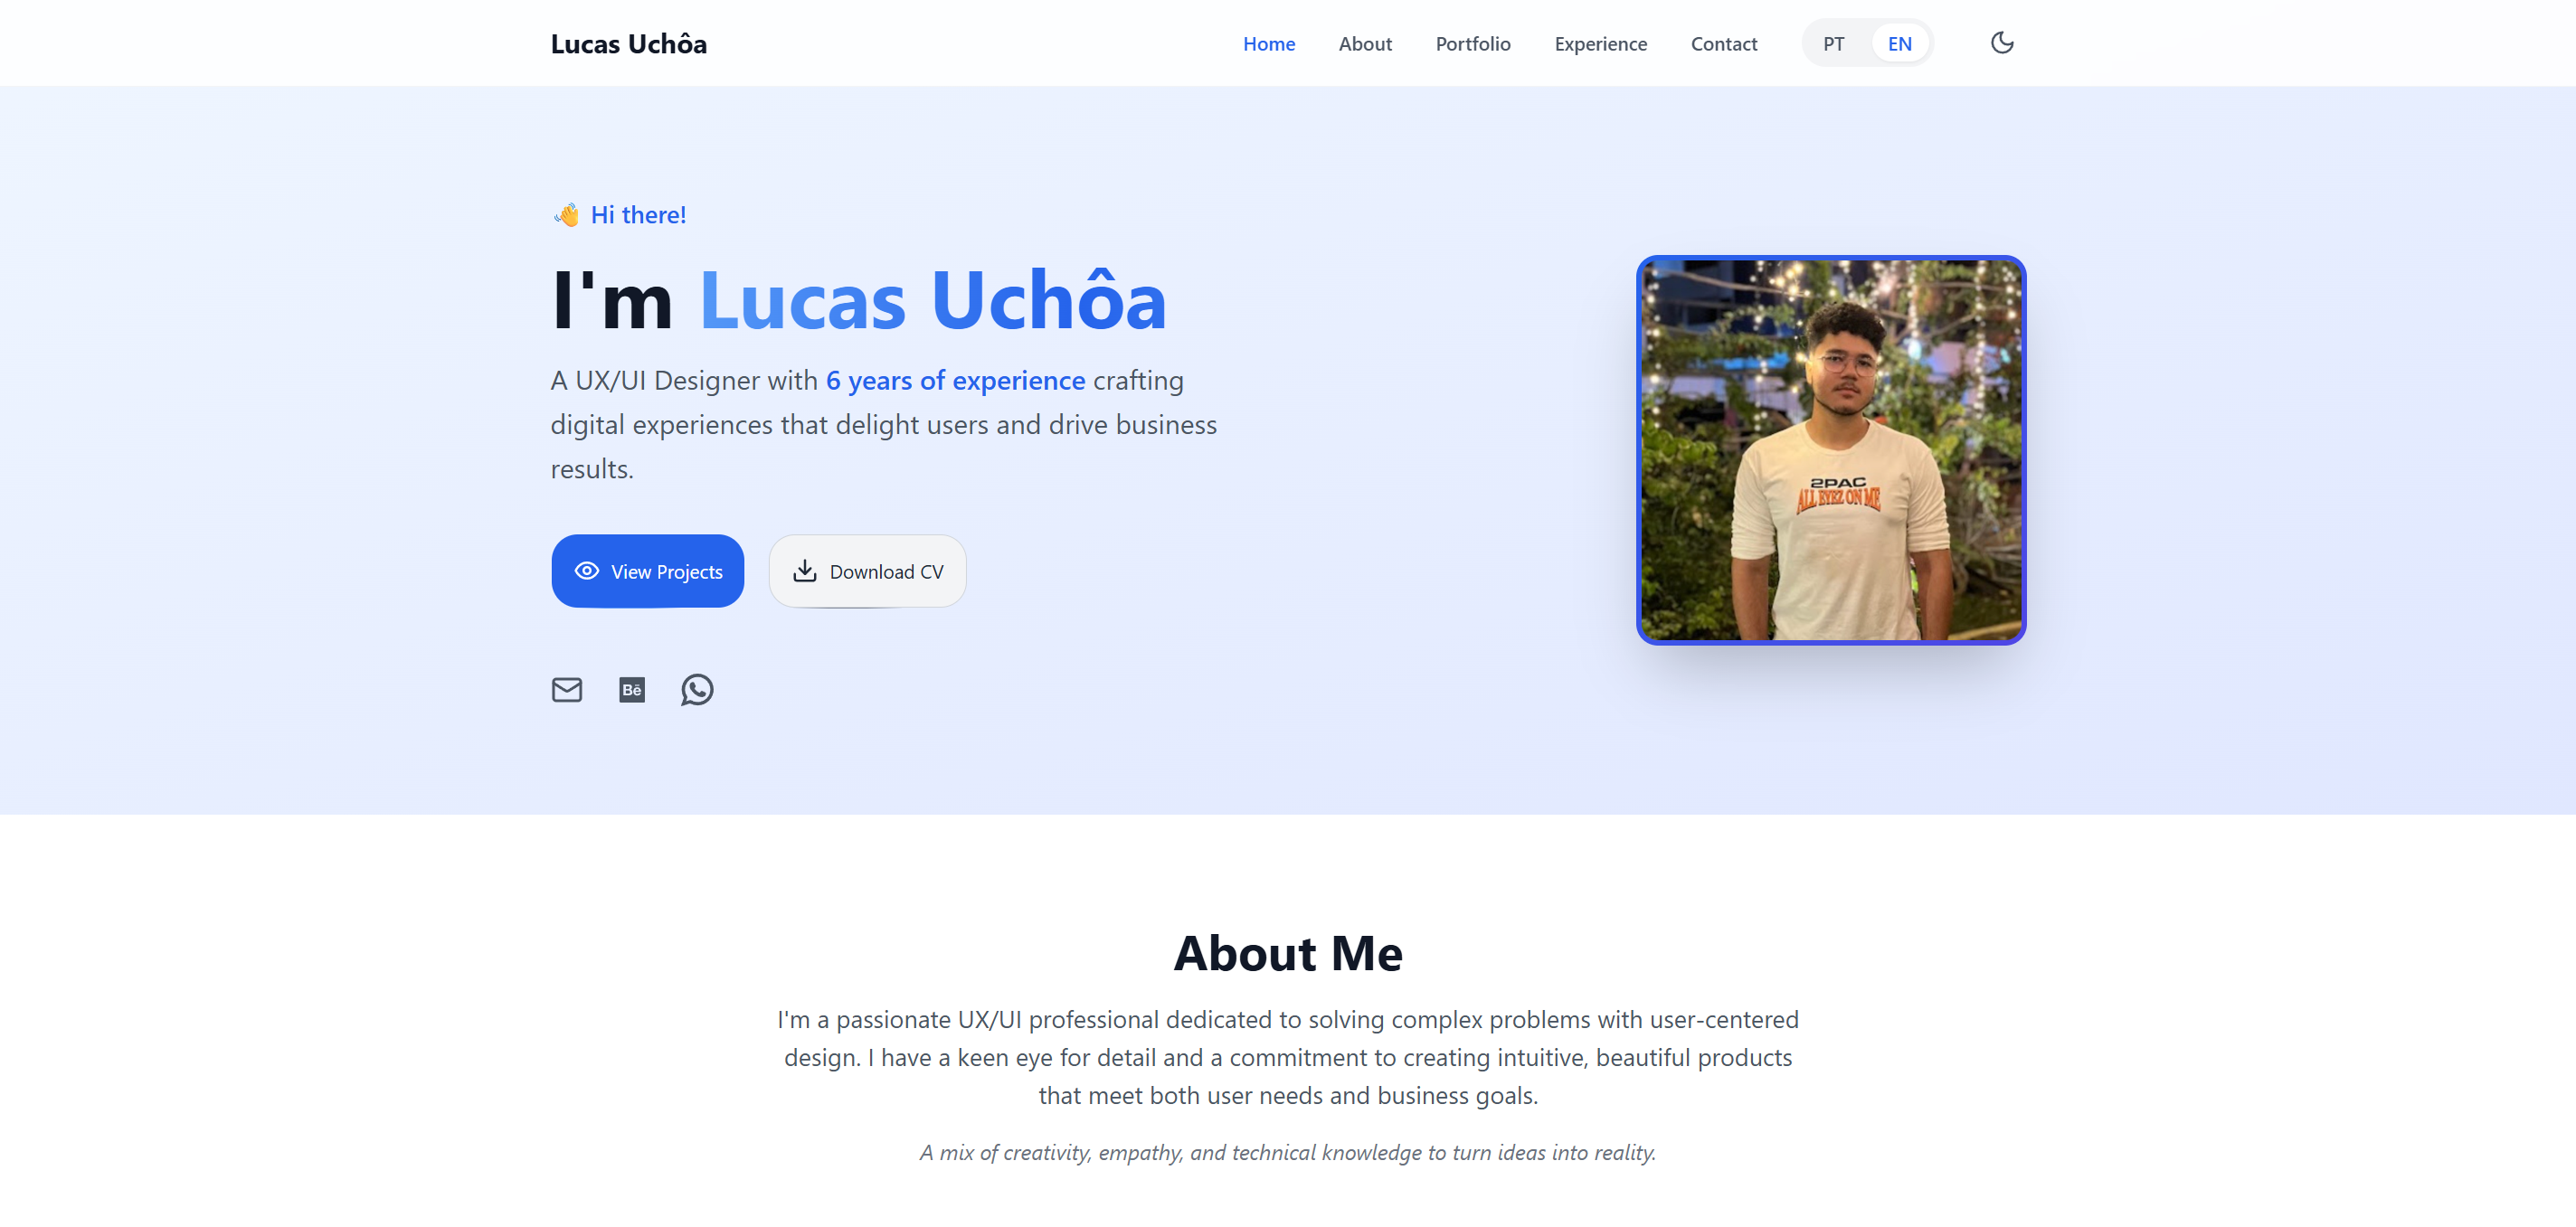 Lucas Uchôa
Home About Portfolio Experience Contact PT EN
👋 Hi there!
I'm Lucas Uchôa
A UX/UI Designer with 6 years of experience crafting
digital experiences that delight users and drive business
results.
2PAC
ALL EYEZ ON ME
View Projects Download CV
Bē
About Me
I'm a passionate UX/UI professional dedicated to solving complex problems with user-centered
design. I have a keen eye for detail and a commitment to creating intuitive, beautiful products
that meet both user needs and business goals.
A mix of creativity, empathy, and technical knowledge to turn ideas into reality.